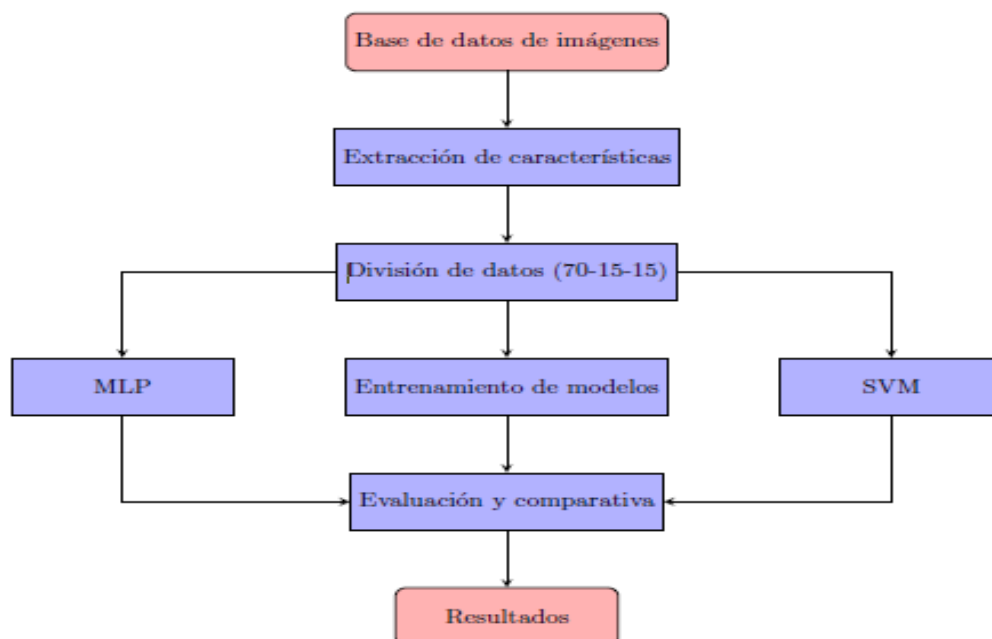 Base de datos de imágenes
Extracción de características
División de datos (70-15-15)
MLP
Entrenamiento de modelos
SVM
Evaluación y comparativa
Resultados